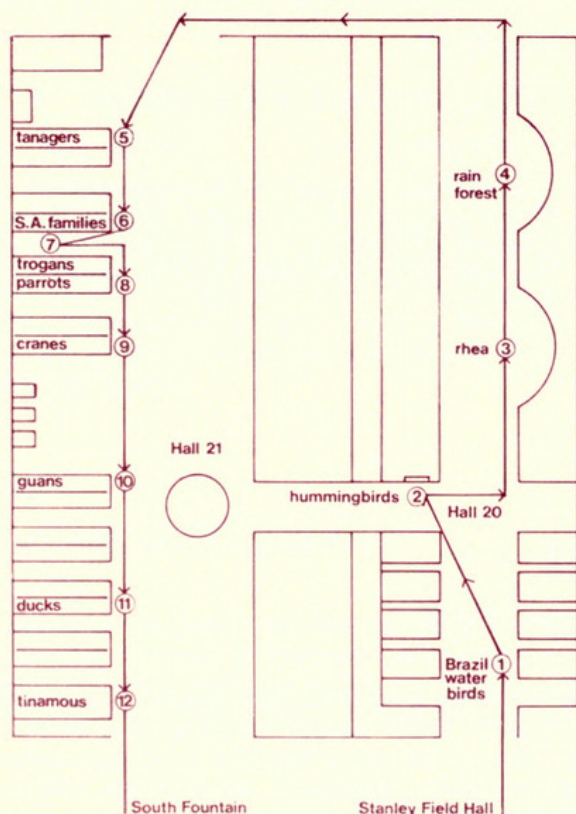 5
tanagers
4
rain
forest
6
S.A. families
7
trogans
parrots
8
cranes
9
rhea
3
Hall 21
guans
10
hummingbirds
2
Hall 20
ducks
11
1
Brazil
water
birds
tinamous
12
South Fountain
Stanley Field Hall